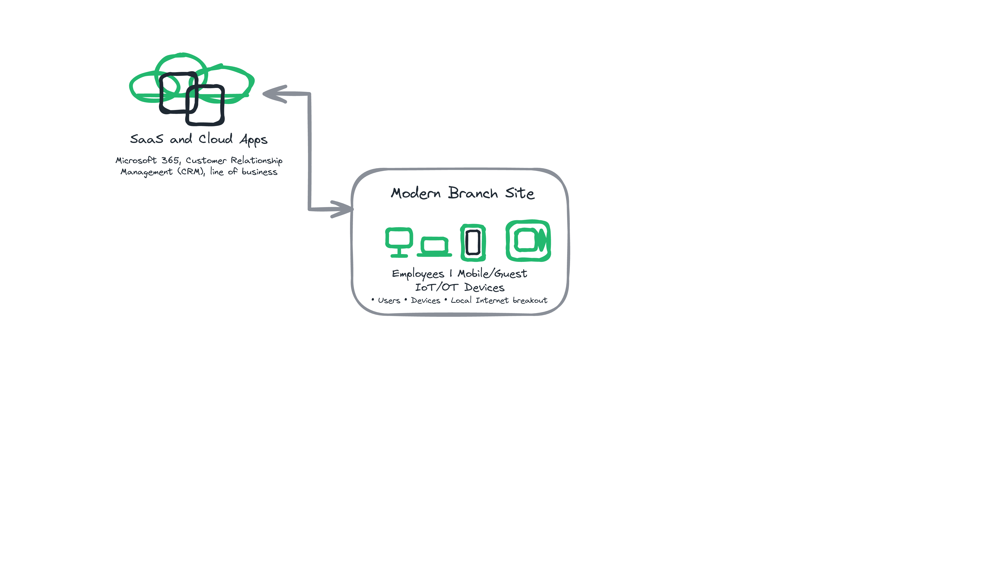 SaaS and Cloud Apps
Microsoft 365, Customer Relationship
Management (CRM), line of business
Modern Branch Site
Employees | Mobile/Guest
IoT/OT Devices
• Users • Devices • Local Internet breakout